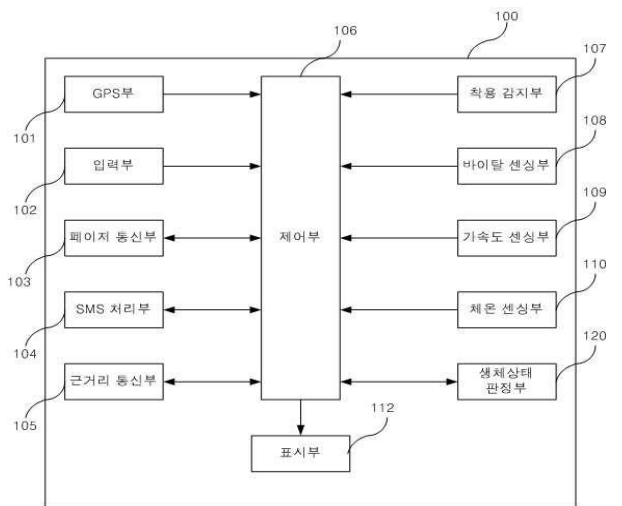 106
100
107
GPS부
착용 감지부
101
108
입력부
바이탈 센싱부
102
109
페이저 통신부
제어부
가속도 센싱부
103
110
SMS 처리부
체온 센싱부
104
120
근거리 통신부
생체상태
판정부
105
112
표시부